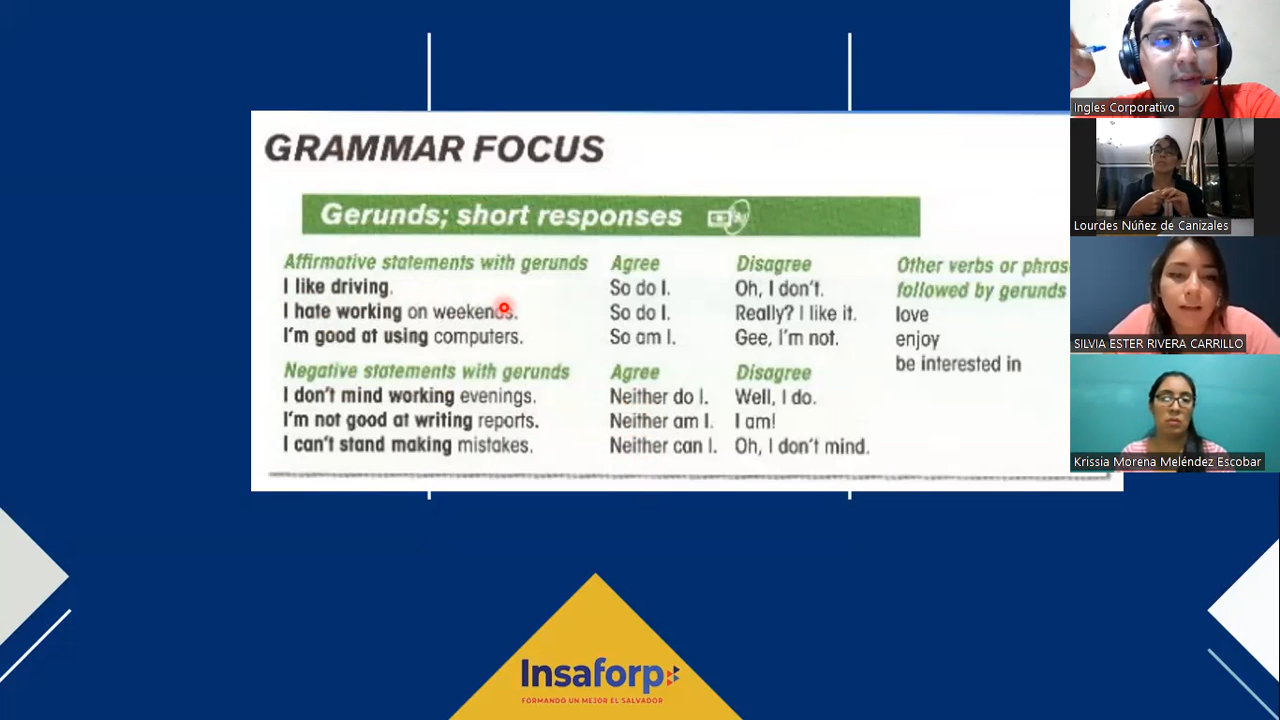 GRAMMAR FOCUS
Gerunds; short responses
Affirmative statements with gerunds Agree Disagree Other verbs or phras
I like driving. So do I. Oh, I don't. followed by gerunds
I hate working on weekends. So do I. Really? I like it. love
I'm good at using computers. So am I. Gee, I'm not. enjoy
be interested in
Negative statements with gerunds Agree Disagree
I don't mind working evenings. Neither do I. Well, I do.
I'm not good at writing reports. Neither am I. I am!
I can't stand making mistakes. Neither can I. Oh, I don't mind.
Insaforp
FORMANDO UN MEJOR EL SALVADOR
Ingles Corporativo
Lourdes Núñez de Canizales
SILVIA ESTER RIVERA CARRILLO
Krissia Morena Meléndez Escobar